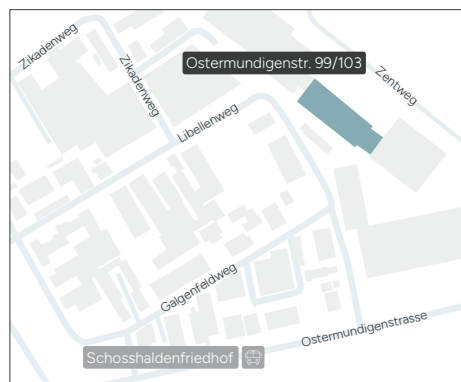 Zikadenweg
Zikadenweg
Ostermundigenstr. 99/103
Zentweg
Libellenweg
Galgenfeldweg
Ostermundigenstrasse
Schosshaldenfriedhof